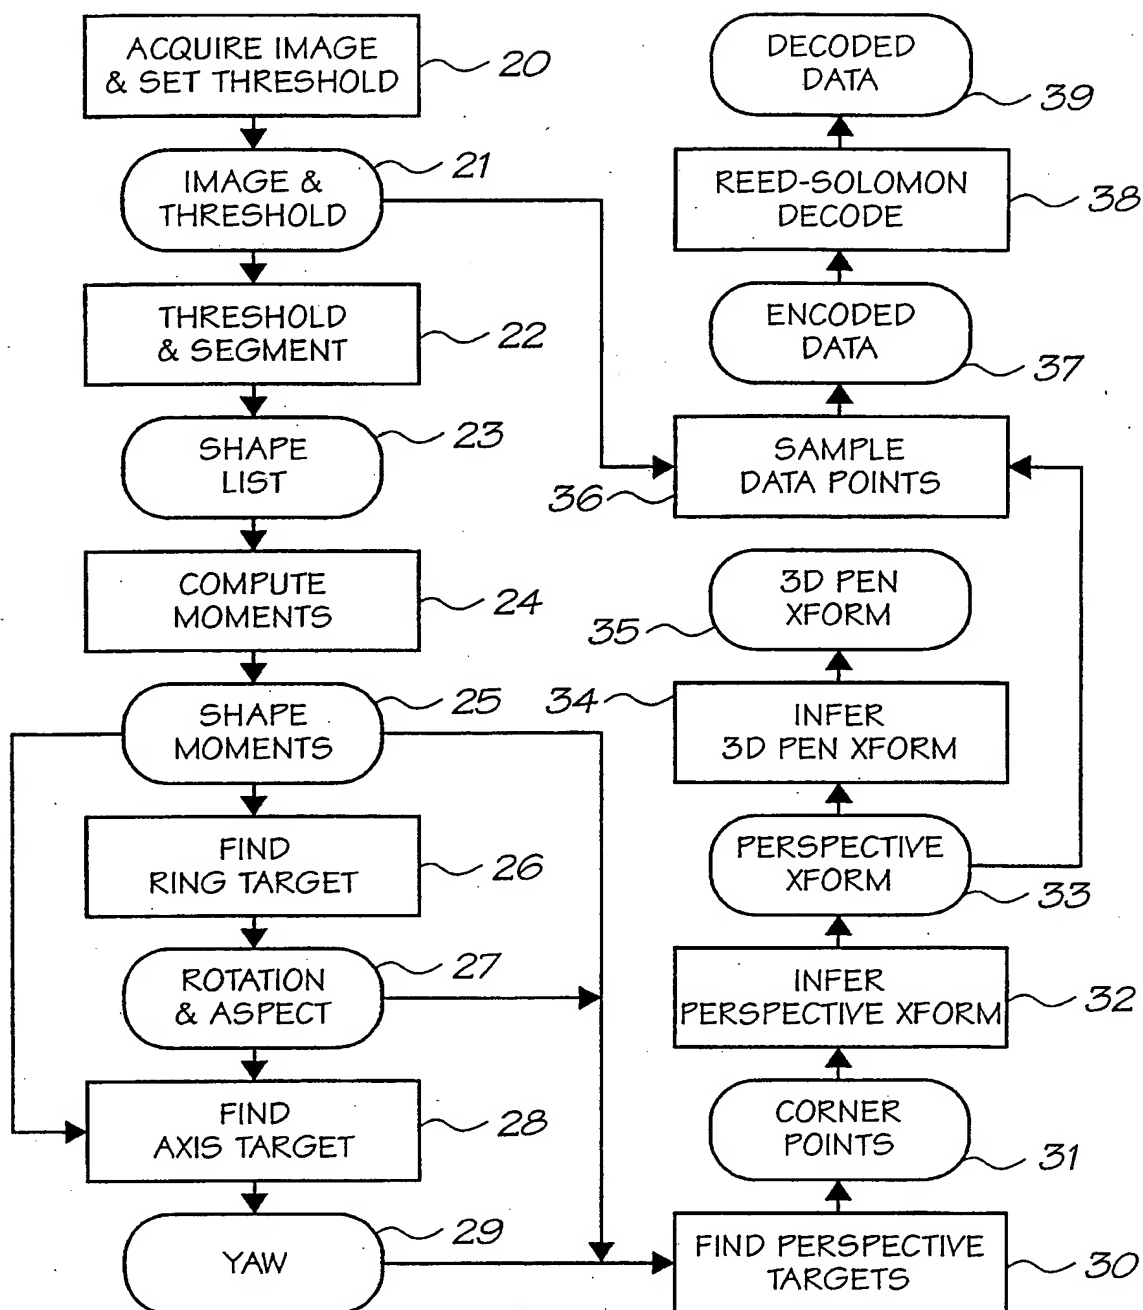 ACQUIRE IMAGE
& SET THRESHOLD
20
IMAGE &
THRESHOLD
21
THRESHOLD
& SEGMENT
22
SHAPE
LIST
23
COMPUTE
MOMENTS
24
SHAPE
MOMENTS
25
FIND
RING TARGET
26
ROTATION
& ASPECT
27
FIND
AXIS TARGET
28
YAW
29
DECODED
DATA
39
REED-SOLOMON
DECODE
38
ENCODED
DATA
37
SAMPLE
DATA POINTS
36
3D PEN
XFORM
35
INFER
3D PEN XFORM
34
PERSPECTIVE
XFORM
33
INFER
PERSPECTIVE XFORM
32
CORNER
POINTS
31
FIND PERSPECTIVE
TARGETS
30